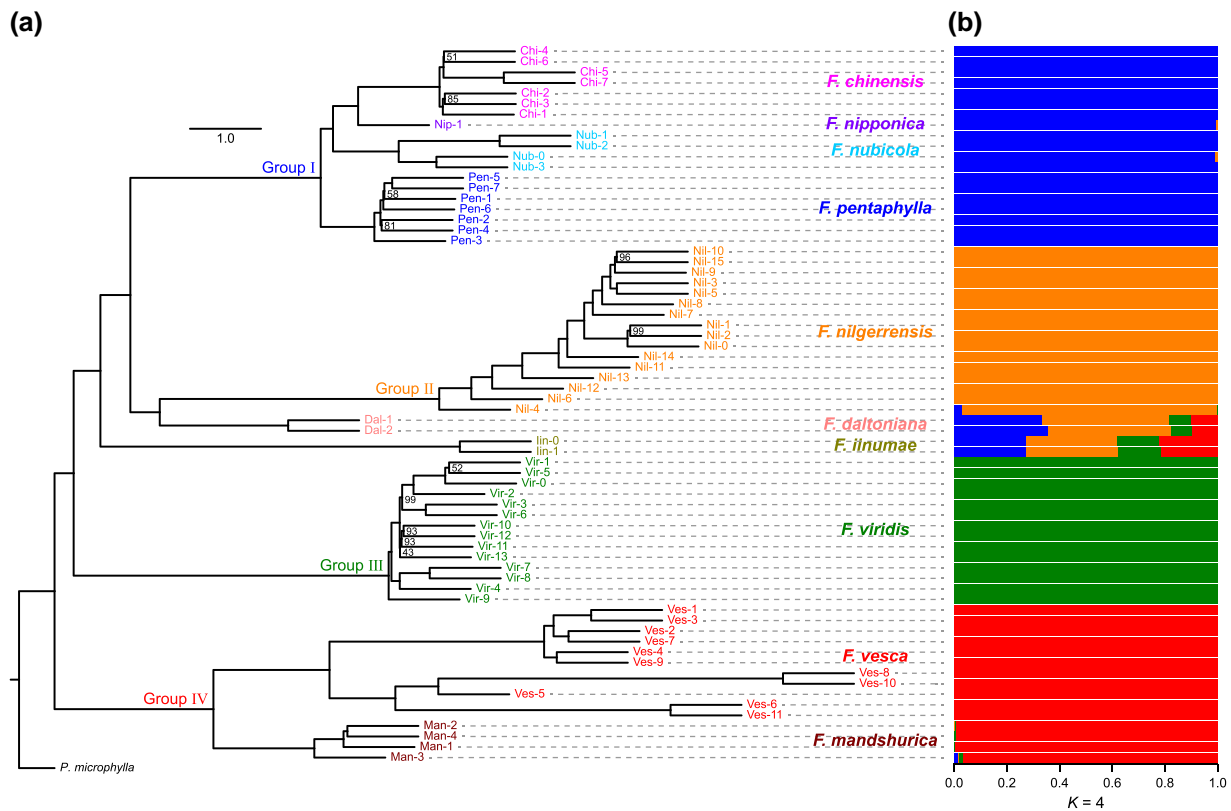 (a)
(b)
Chi-4
51
Chi-6
Chi-5
Chi-7
F. chinensis
Chi-2
85
Chi-3
Chi-1
Nip-1
F. nipponica
1.0
Nub-1
Nub-2
F. nubicola
Nub-0
Nub-3
Group I
Pen-5
Pen-7
58
Pen-1
Pen-6
F. pentaphylla
Pen-2
81
Pen-4
Pen-3
Nil-10
96
Nil-15
Nil-9
Nil-3
Nil-5
Nil-8
Nil-7
Nil-1
99
Nil-2
F. nilgerrensis
Nil-0
Nil-14
Nil-11
Nil-13
Group II
Nil-12
Nil-6
Nil-4
Dal-1
F. daltoniana
Dal-2
Iin-0
F. iinumae
Iin-1
Vir-1
52
Vir-5
Vir-0
Vir-2
99
Vir-3
Vir-6
Vir-10
93
Vir-12
F. viridis
93
Vir-11
43
Vir-13
Group III
Vir-7
Vir-8
Vir-4
Vir-9
Ves-1
Ves-3
Ves-2
Ves-7
Ves-4
F. vesca
Ves-9
Ves-8
Ves-10
Group IV
Ves-5
Ves-6
Ves-11
Man-2
Man-4
F. mandshurica
Man-1
Man-3
P. microphylla
0.0 0.2 0.4 0.6 0.8 1.0
K = 4